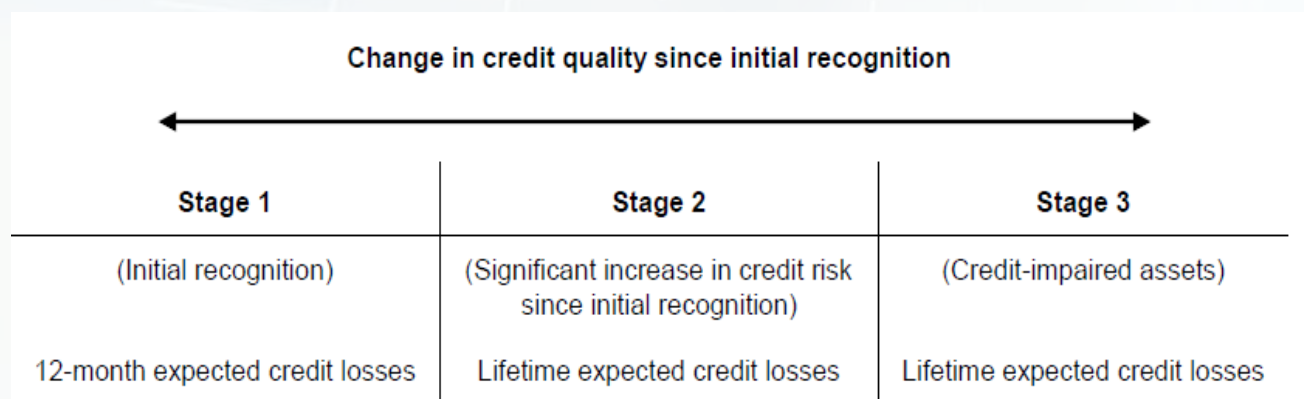 Change in credit quality since initial recognition
Stage 1
Stage 2
Stage 3
(Initial recognition)
(Significant increase in credit risk
since initial recognition)
(Credit-impaired assets)
12-month expected credit losses
Lifetime expected credit losses
Lifetime expected credit losses